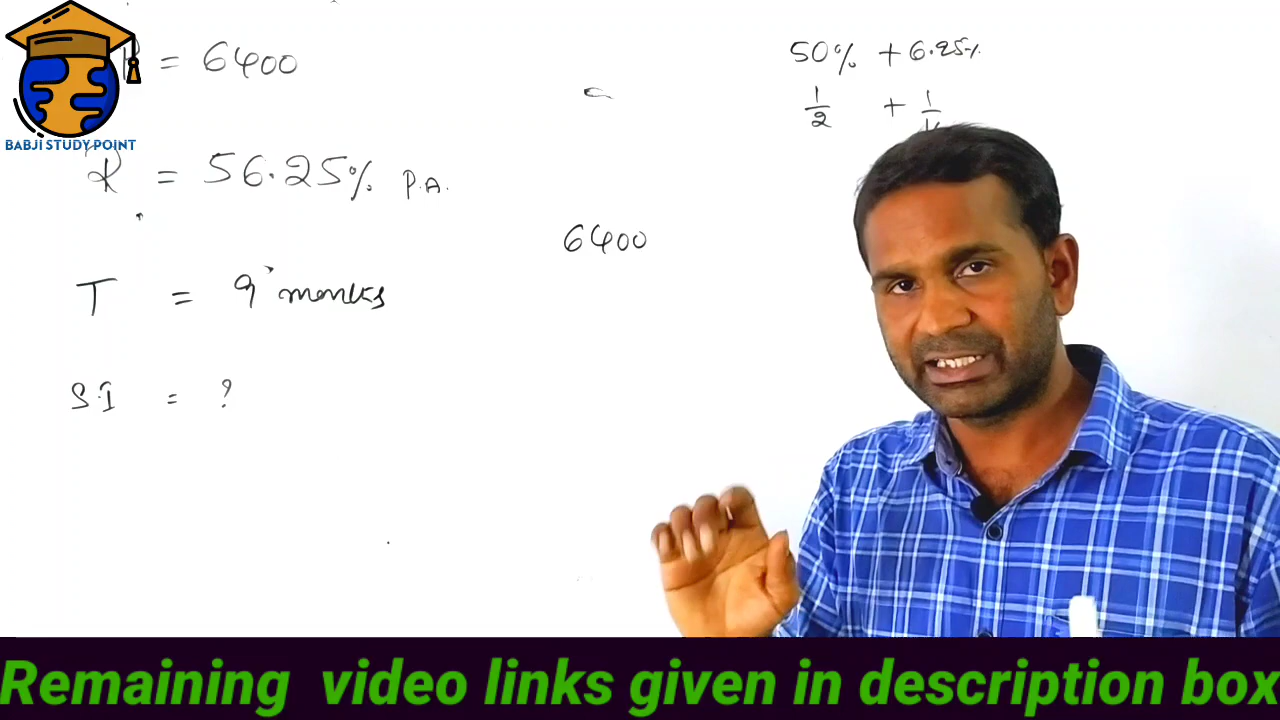 BABJI STUDY POINT
= 6400
R = 56.25% P.A.
T = 9 months
S.I = ?
6400
50% + 6.25%
1/2 + 1/
Remaining video links given in description box